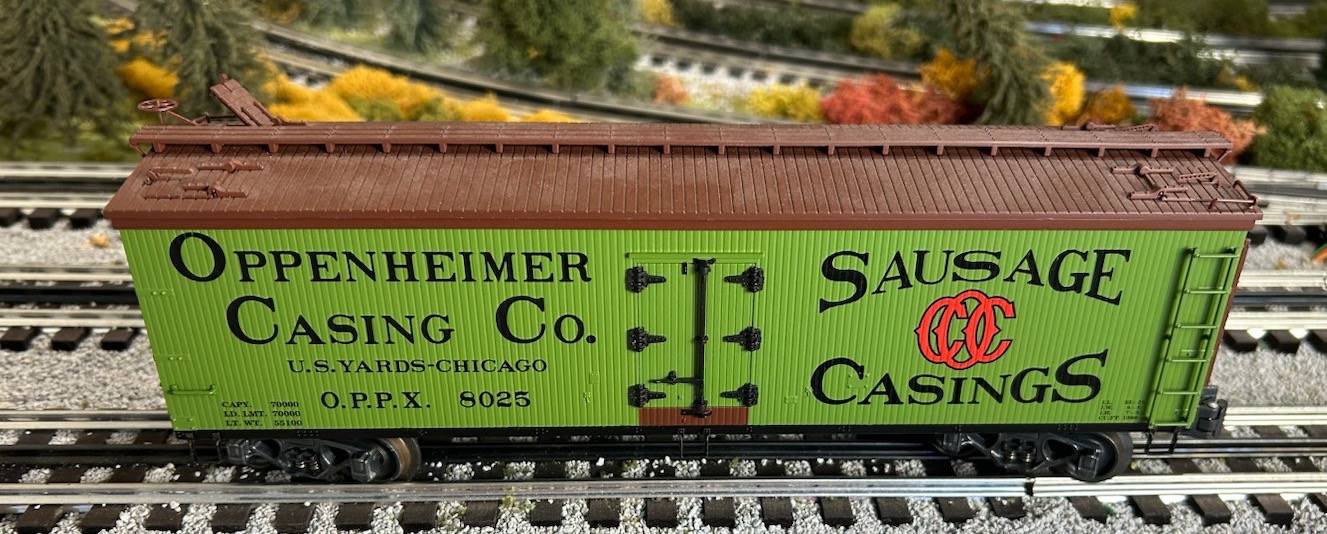 OPPENHEIMER
CASING CO.
U.S. YARDS-CHICAGO
O.P.P.X. 8025
CAPY. 70000
LD. LMT. 70000
LT. WT. 55100
SAUSAGE
OCC
CASINGS